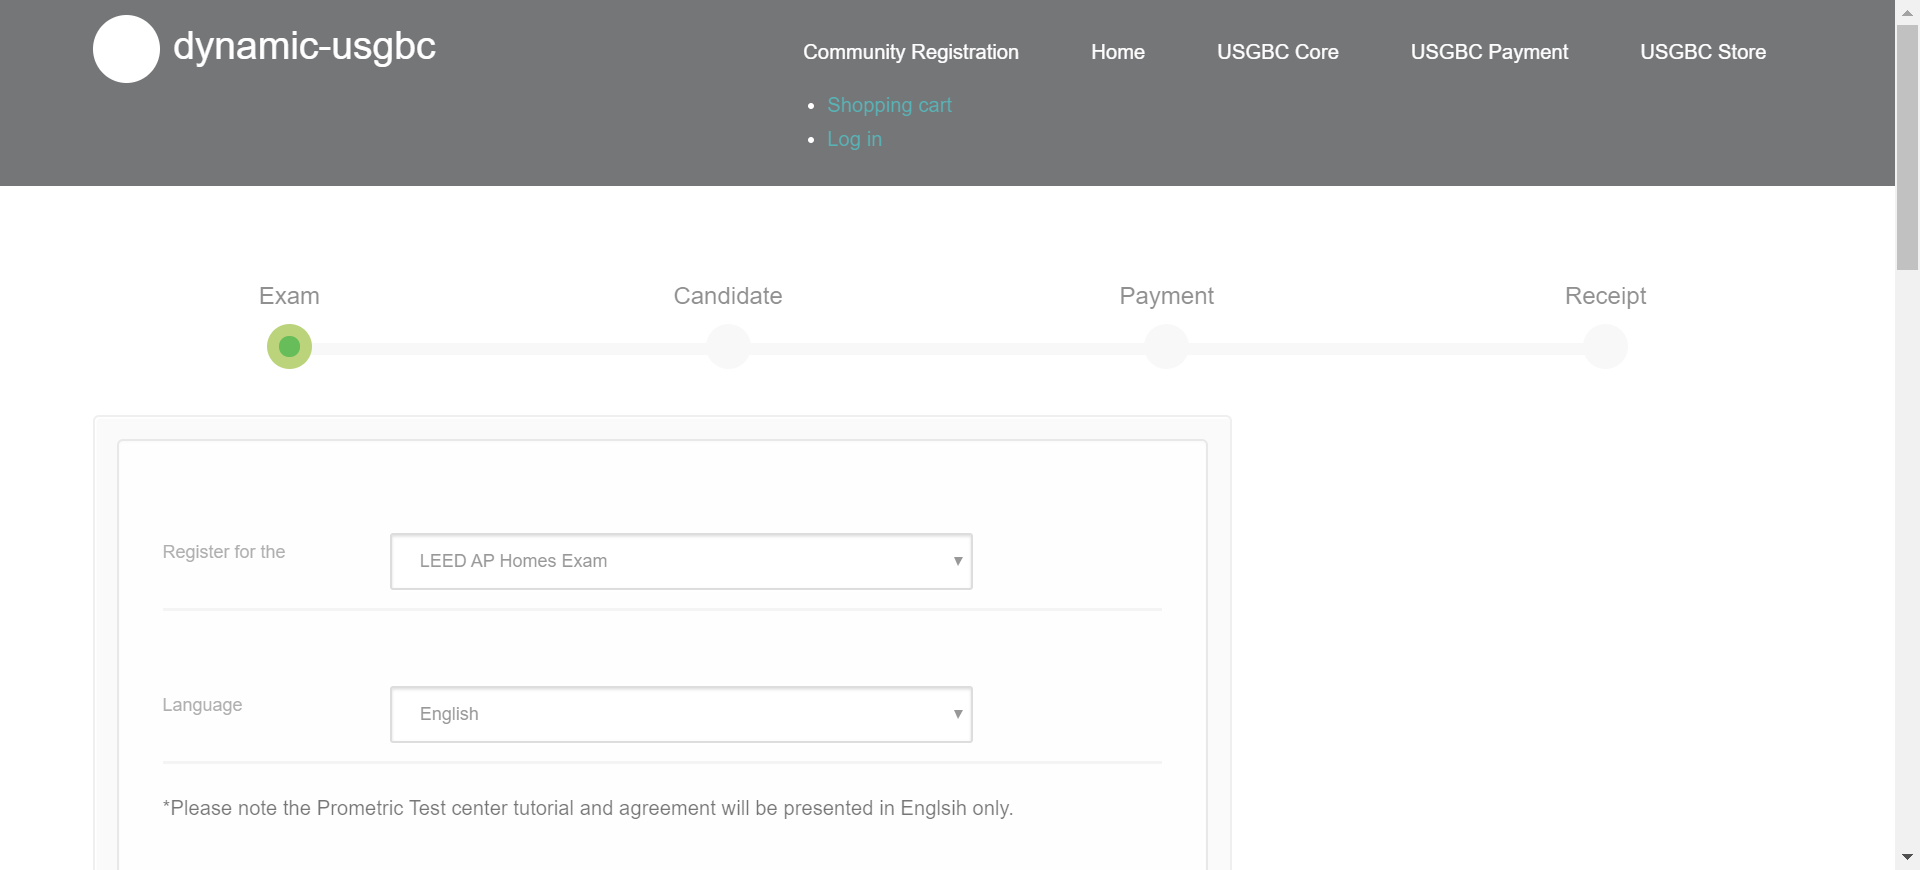 dynamic-usgbc
Community Registration Home USGBC Core USGBC Payment USGBC Store
Shopping cart
Log in
Exam Candidate Payment Receipt
Register for the LEED AP Homes Exam
Language English
*Please note the Prometric Test center tutorial and agreement will be presented in Englsih only.